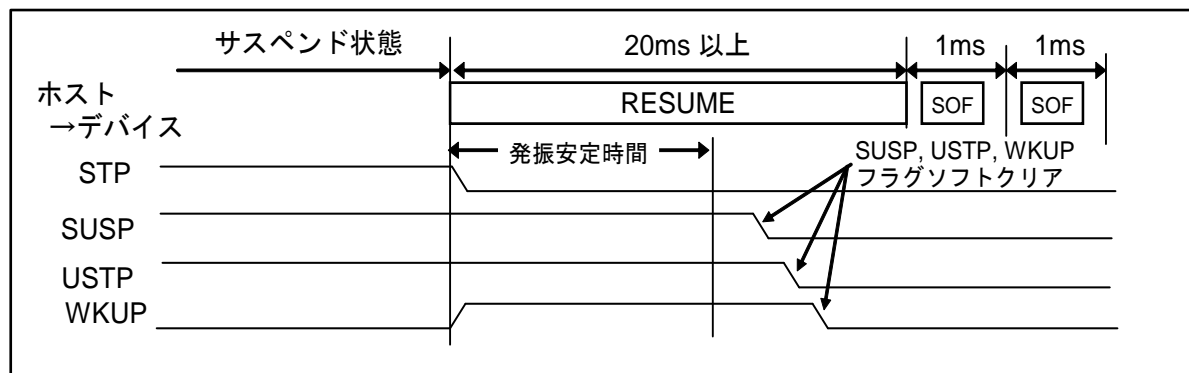 サスペンド状態
20ms 以上
1ms
1ms
ホスト
→デバイス
RESUME
SOF
SOF
発振安定時間
SUSP, USTP, WKUP
フラグソフトクリア
STP
SUSP
USTP
WKUP